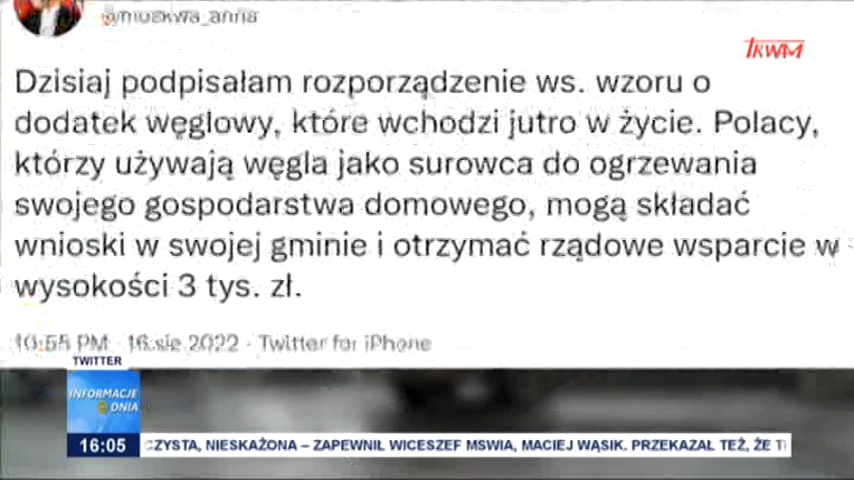 @moskwa_anna
TRWAM
Dzisiaj podpisałam rozporządzenie ws. wzoru o
dodatek węglowy, które wchodzi jutro w życie. Polacy,
którzy używają węgla jako surowca do ogrzewania
swojego gospodarstwa domowego, mogą składać
wnioski w swojej gminie i otrzymać rządowe wsparcie w
wysokości 3 tys. zł.
10:55 PM · 16 sie 2022 · Twitter for iPhone
TWITTER
INFORMACJE
DNIA
16:05 CZYSTA, NIESKAŻONA – ZAPEWNIŁ WICESZEF MSWIA, MACIEJ WĄSIK. PRZEKAZAŁ TEŻ, ŻE